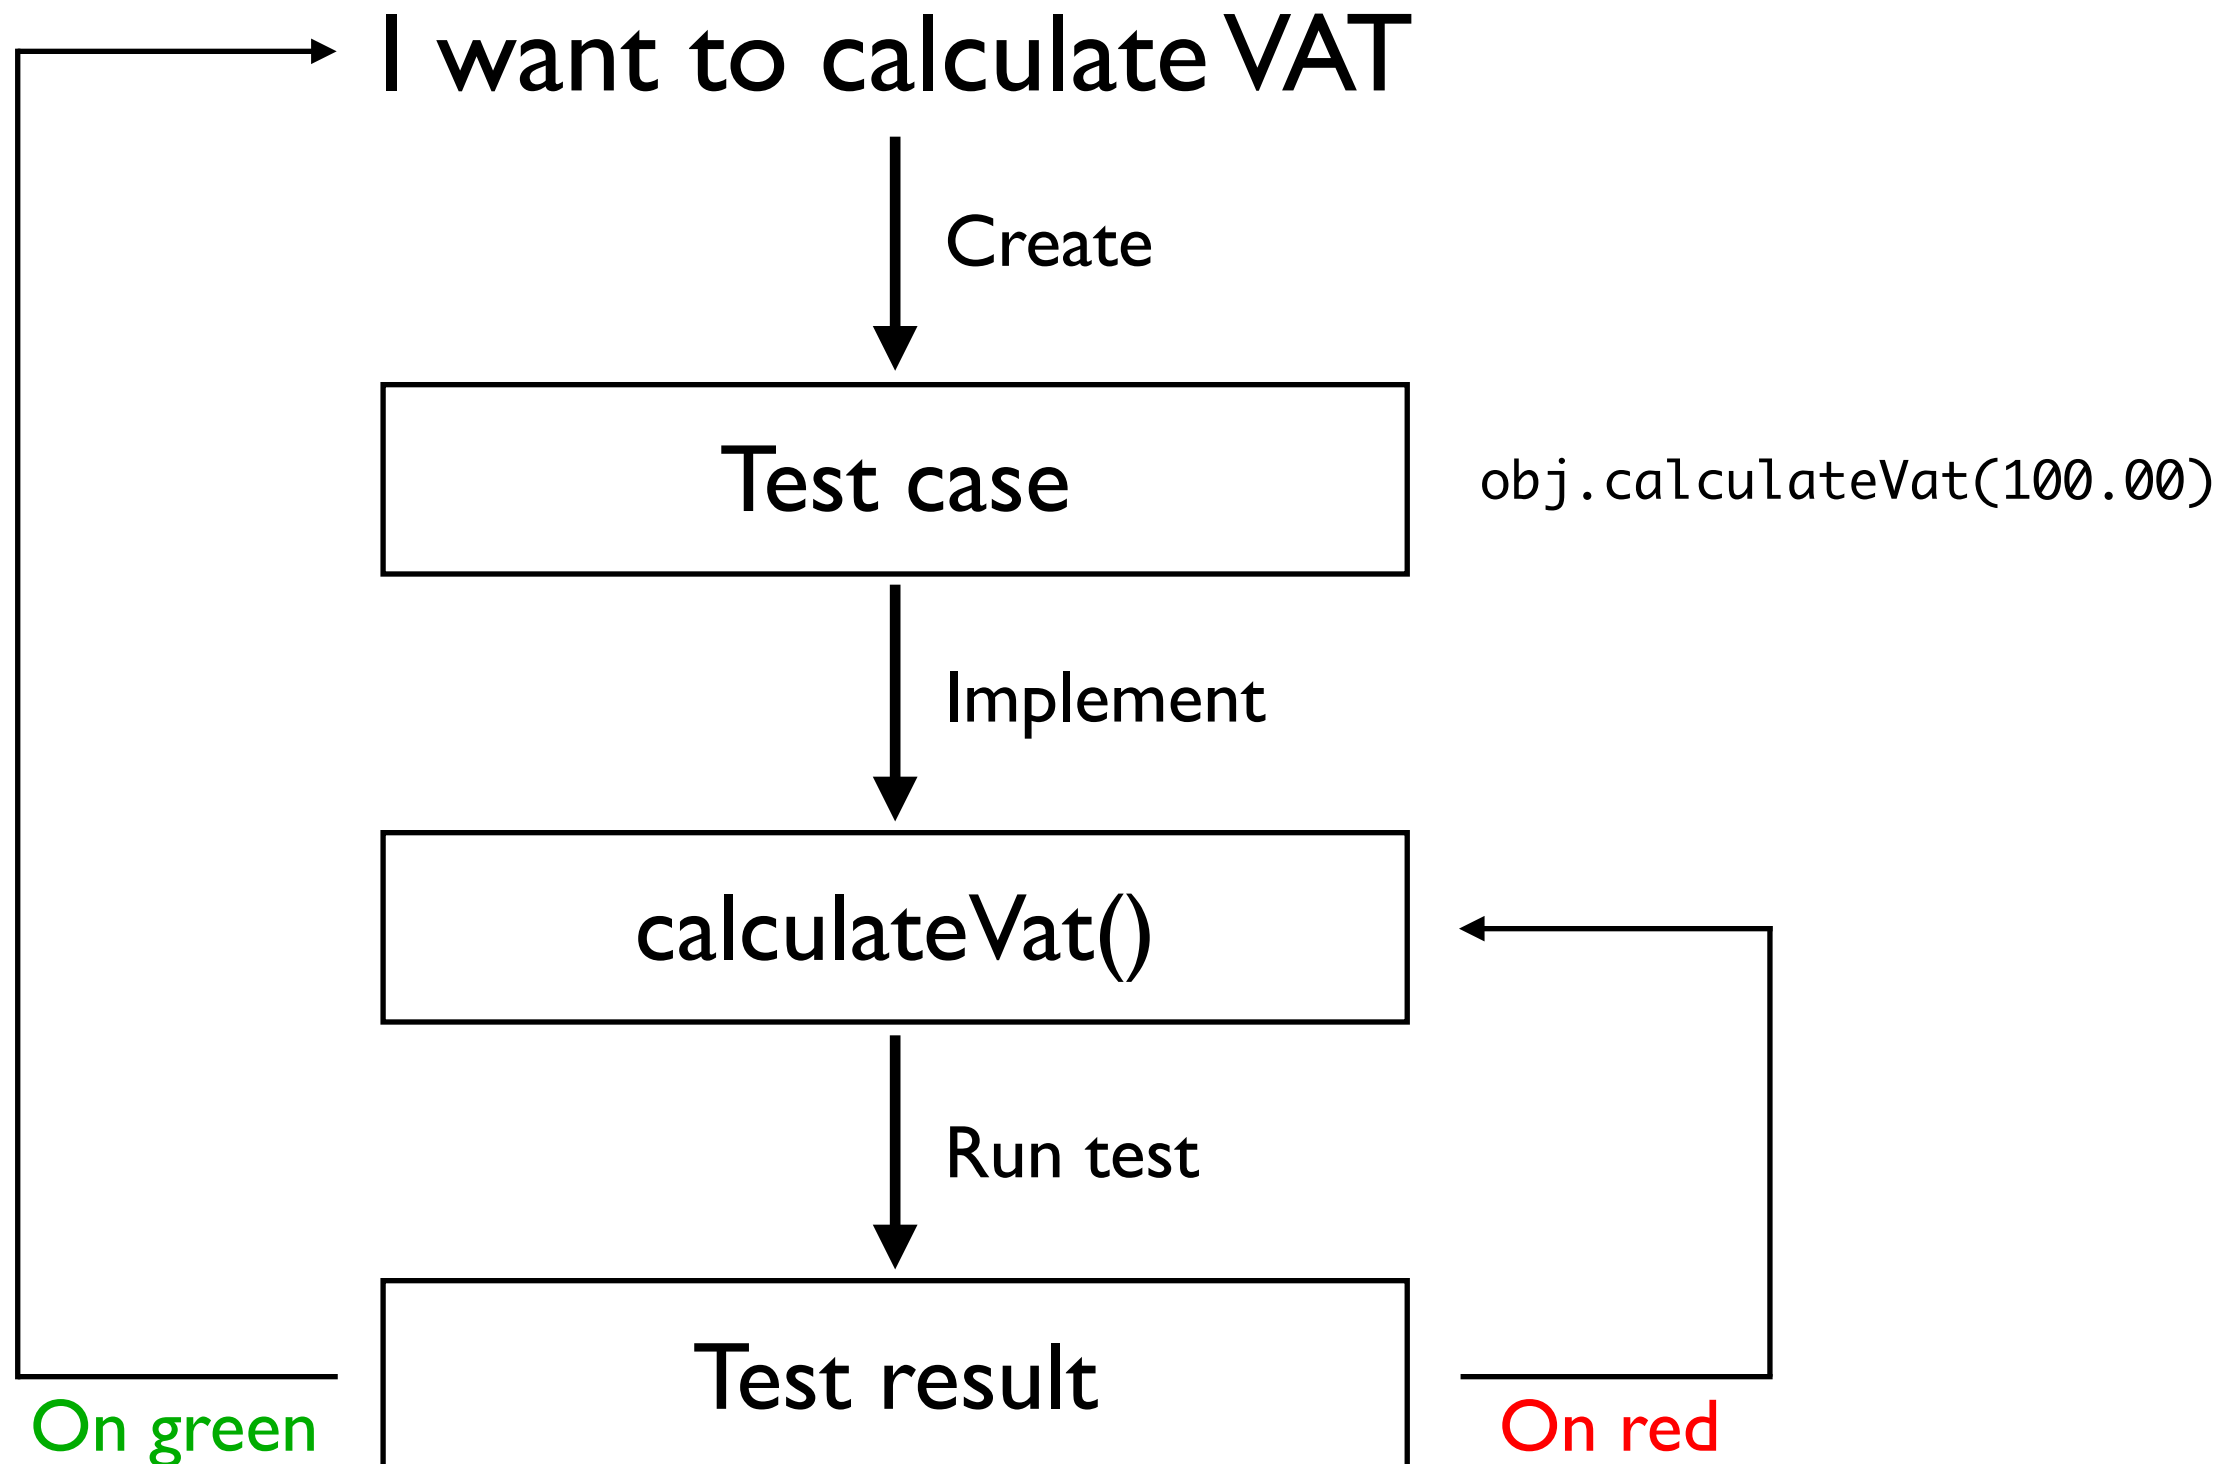 I want to calculate VAT
Create
Test case
obj.calculateVat(100.00)
Implement
calculateVat()
Run test
Test result
On green
On red